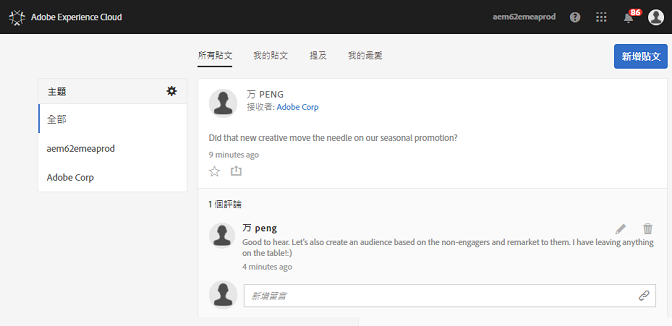 Adobe Experience Cloud
aem62emeaprod
86
所有貼文 我的貼文 提及 我的最愛
新增貼文
主題
全部
aem62emeaprod
Adobe Corp
万 PENG
接收者: Adobe Corp
Did that new creative move the needle on our seasonal promotion?
9 minutes ago
1 個評論
万 peng
Good to hear. Let's also create an audience based on the non-engagers and remarket to them. I have leaving anything
on the table!:)
4 minutes ago
新增留言